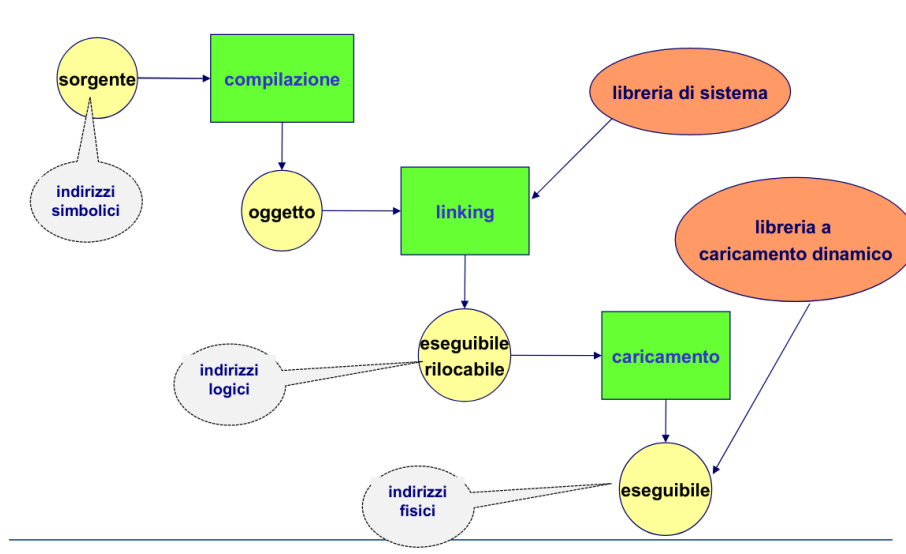 sorgente
compilazione
libreria di sistema
indirizzi
simbolici
oggetto
linking
libreria a
caricamento dinamico
eseguibile
rilocabile
caricamento
indirizzi
logici
indirizzi
fisici
eseguibile